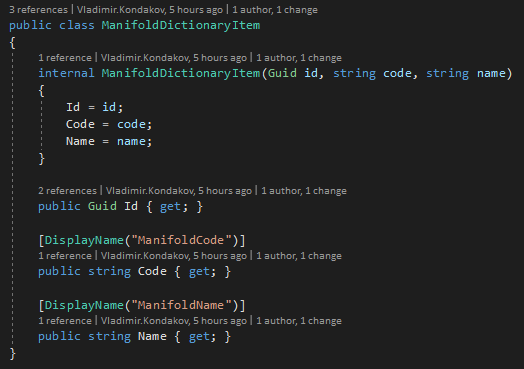 3 references | Vladimir.Kondakov, 5 hours ago | 1 author, 1 change
public class ManifoldDictionaryItem
{
1 reference | Vladimir.Kondakov, 5 hours ago | 1 author, 1 change
internal ManifoldDictionaryItem(Guid id, string code, string name)
{
Id = id;
Code = code;
Name = name;
}
2 references | Vladimir.Kondakov, 5 hours ago | 1 author, 1 change
public Guid Id { get; }
[DisplayName("ManifoldCode")]
1 reference | Vladimir.Kondakov, 5 hours ago | 1 author, 1 change
public string Code { get; }
[DisplayName("ManifoldName")]
1 reference | Vladimir.Kondakov, 5 hours ago | 1 author, 1 change
public string Name { get; }
}